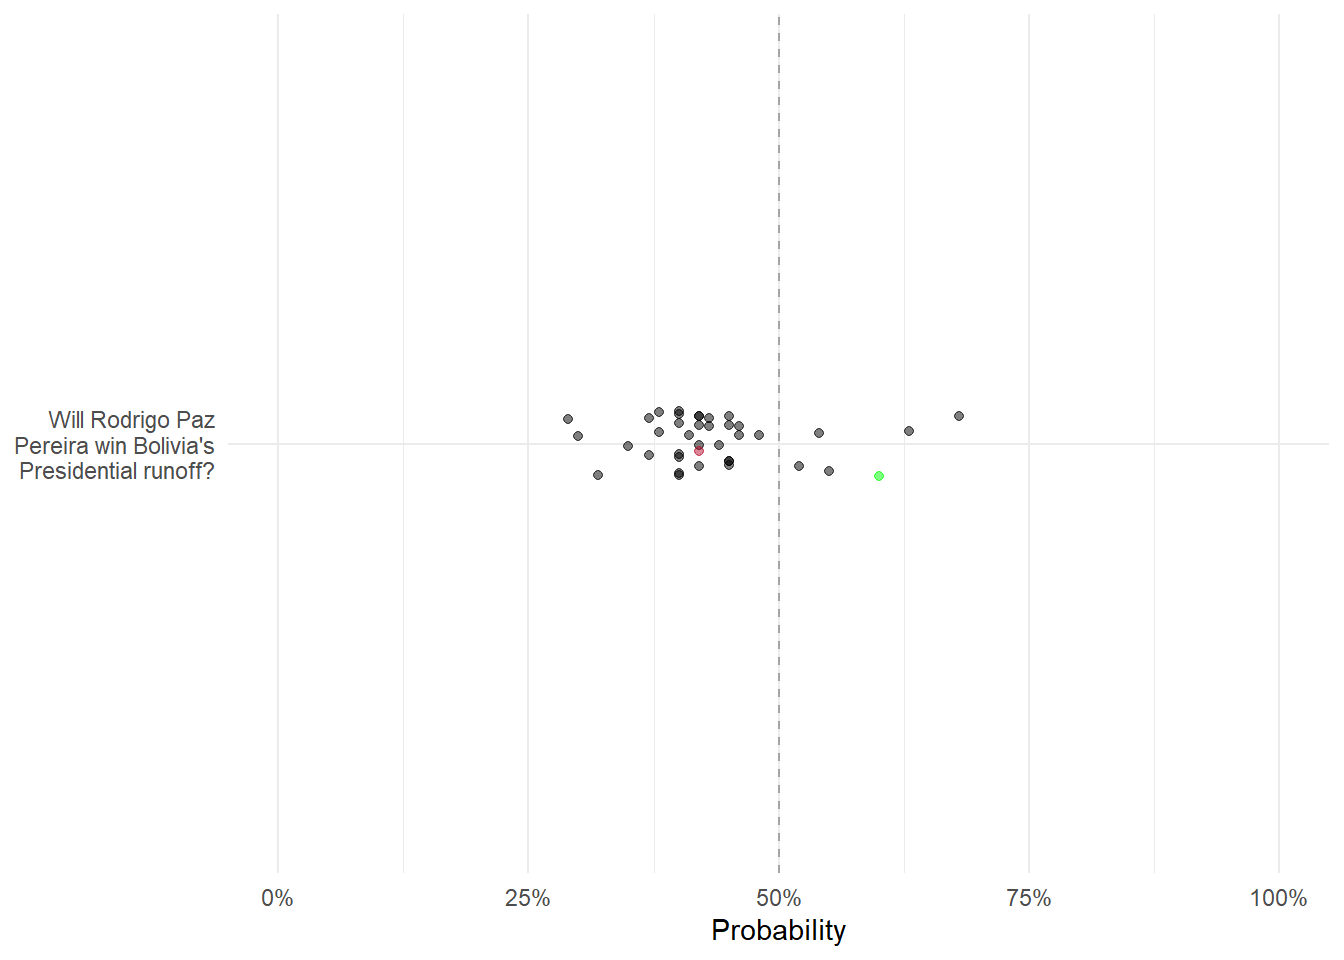 Will Rodrigo Paz
Pereira win Bolivia's
Presidential runoff?
0%
25%
50%
75%
100%
Probability